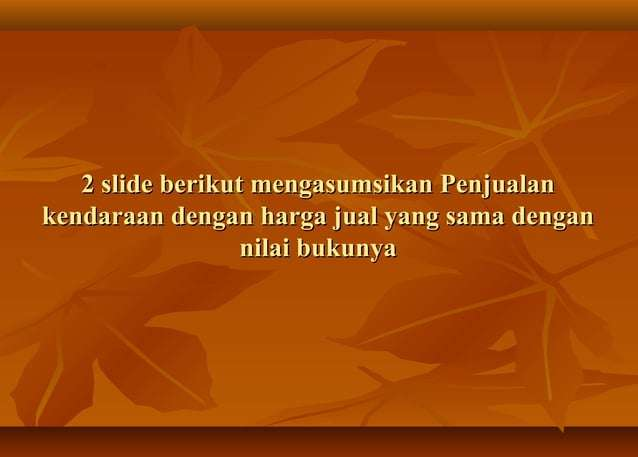 2 slide berikut mengasumsikan Penjualan
kendaraan dengan harga jual yang sama dengan
nilai bukunya